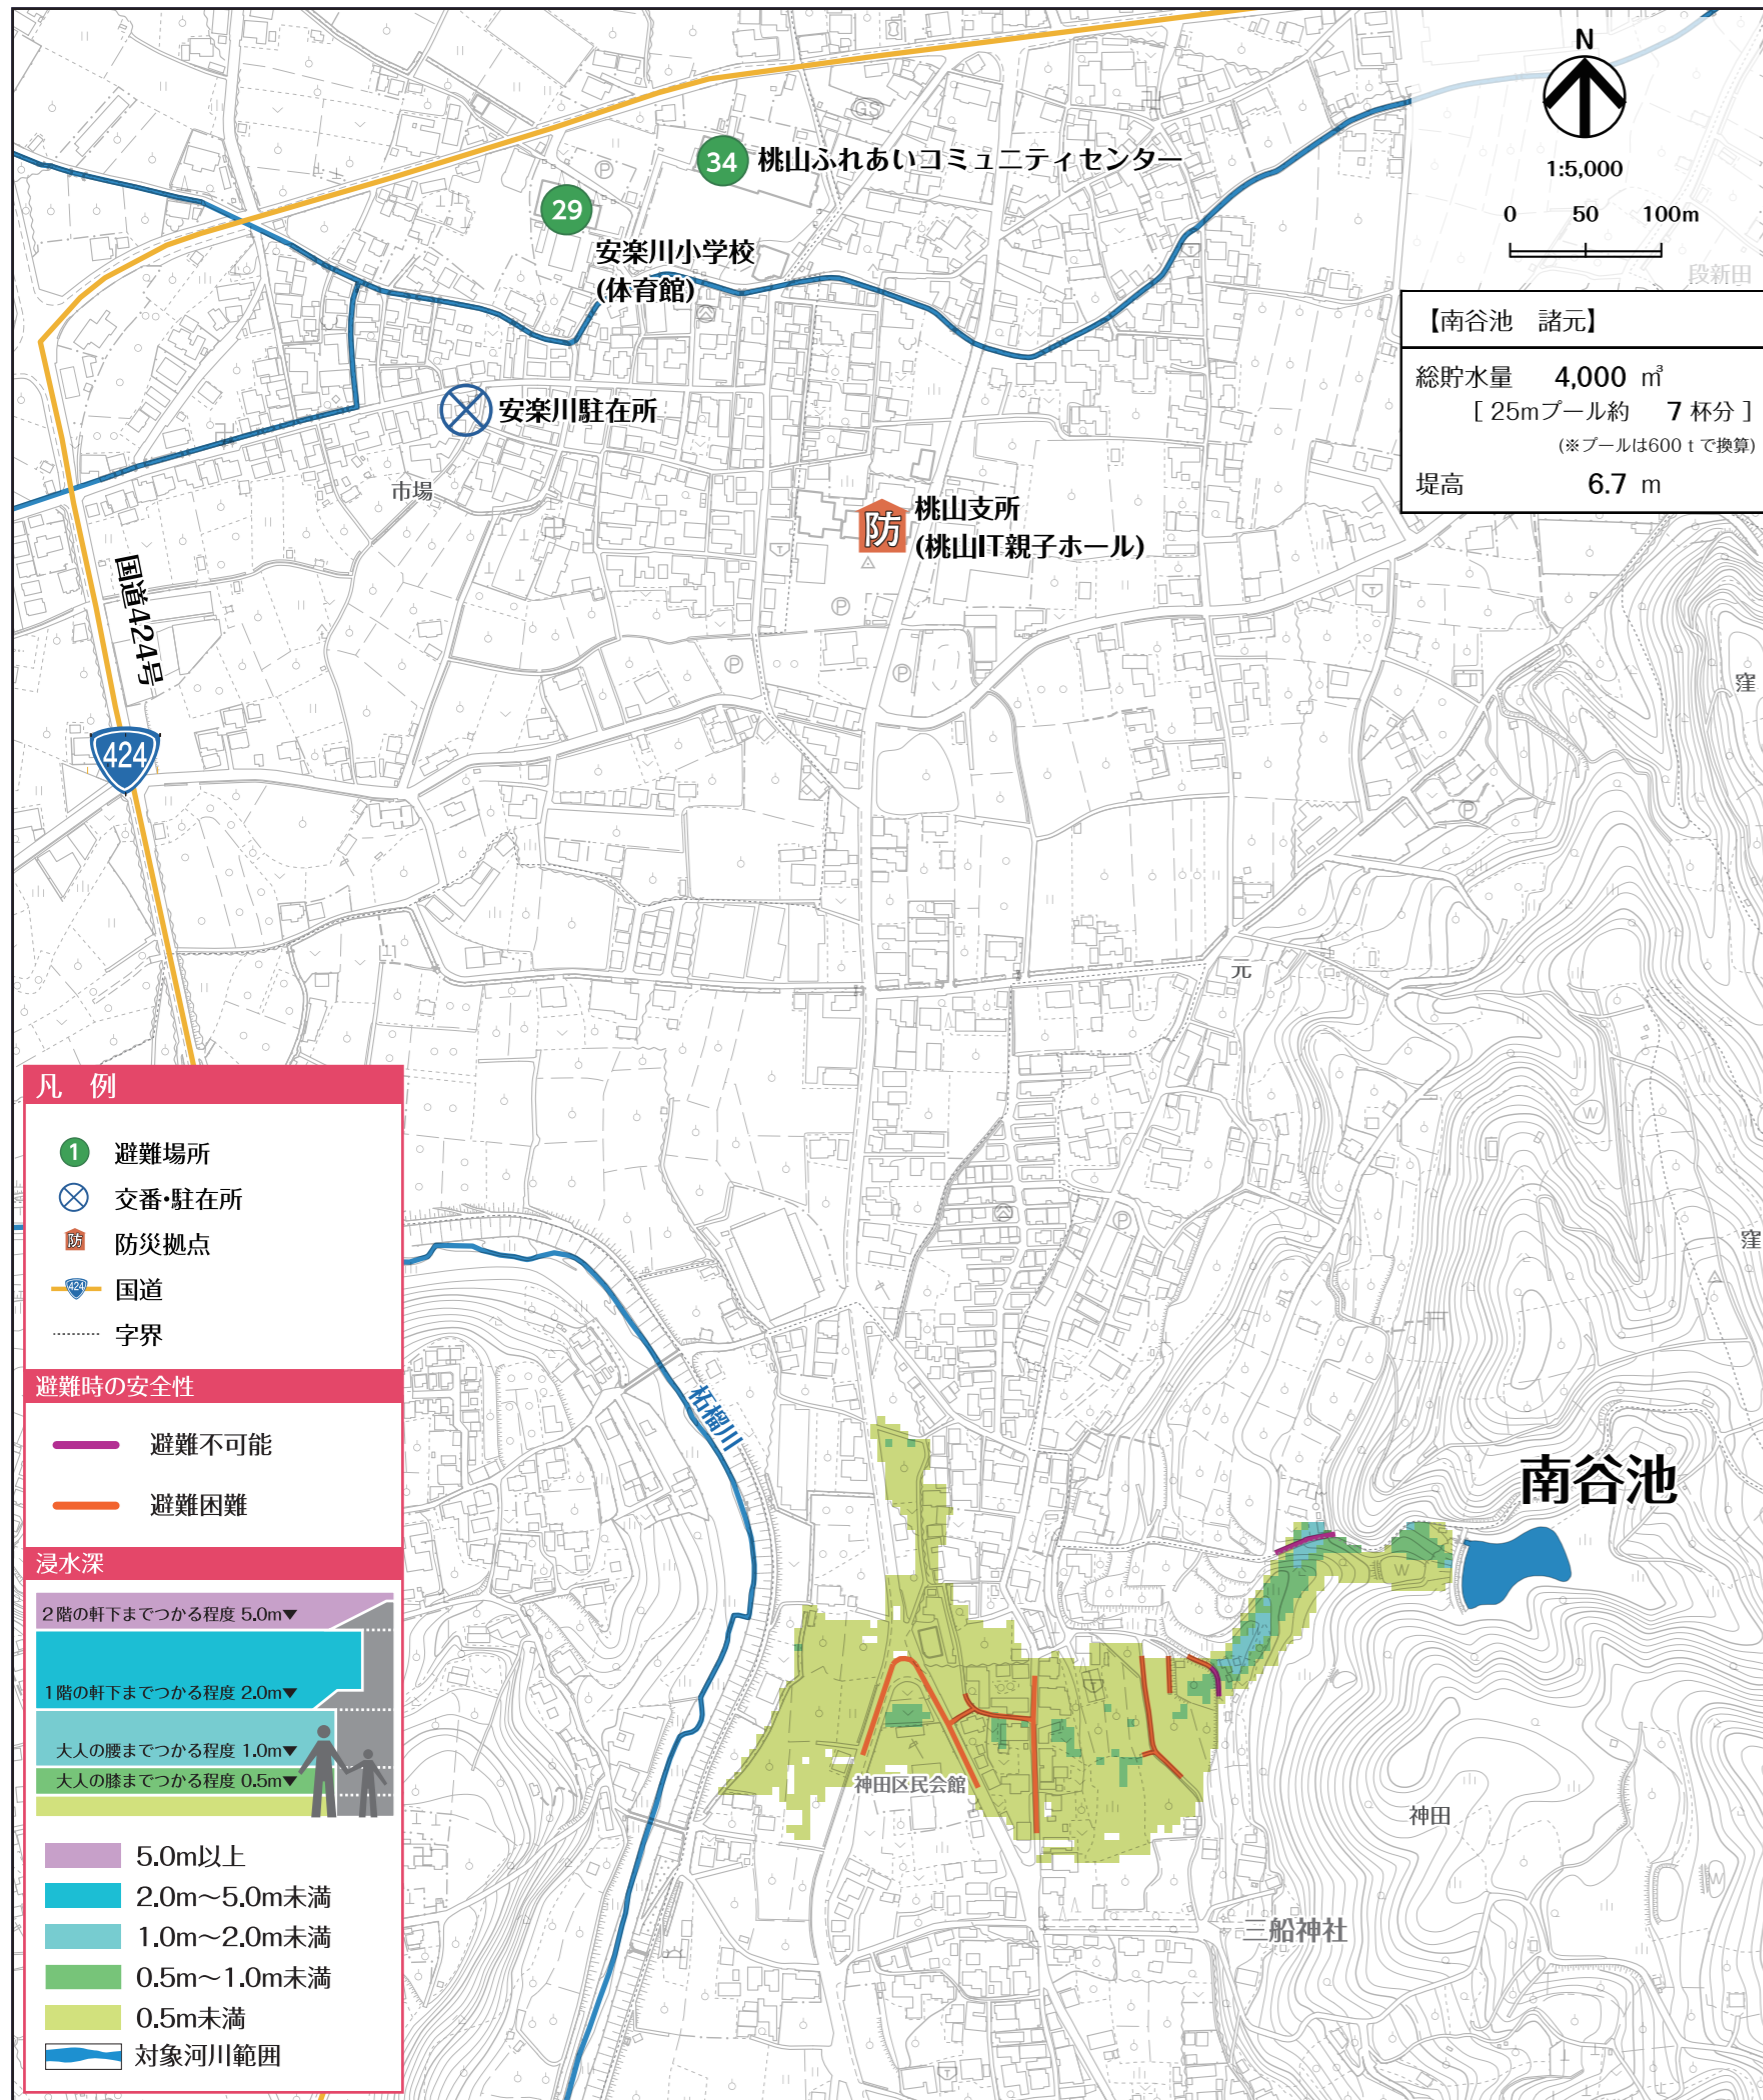 N
1:5,000
0 50 100m
段新田
【南谷池 諸元】
総貯水量 4,000 ㎥
[ 25mプール約 7 杯分 ]
(※プールは600ｔで換算)
堤高 6.7 m
GS
34 桃山ふれあいコミュニティセンター
29
安楽川小学校
(体育館)
安楽川駐在所
市場
防
桃山支所
(桃山IT親子ホール)
国道424号
424
窪
元
窪
柘榴川
南谷池
神田区民会館
神田
三船神社
凡 例
1 避難場所
交番・駐在所
防 防災拠点
424 国道
字界
避難時の安全性
避難不可能
避難困難
浸水深
2階の軒下までつかる程度 5.0m▼
1階の軒下までつかる程度 2.0m▼
大人の腰までつかる程度 1.0m▼
大人の膝までつかる程度 0.5m▼
5.0m以上
2.0m～5.0m未満
1.0m～2.0m未満
0.5m～1.0m未満
0.5m未満
対象河川範囲